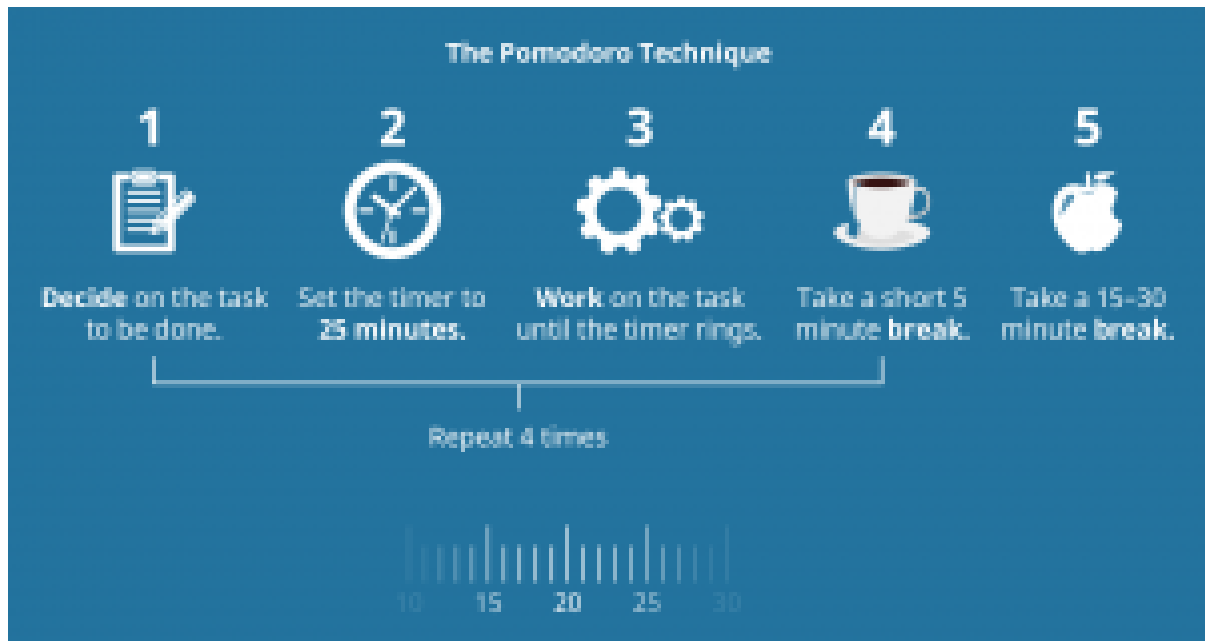 The Pomodoro Technique
1
2
3
4
5
Decide on the task
to be done.
Set the timer to
25 minutes.
Work on the task
until the timer rings.
Take a short 5
minute break.
Take a 15–30
minute break.
Repeat 4 times
10 15 20 25 30